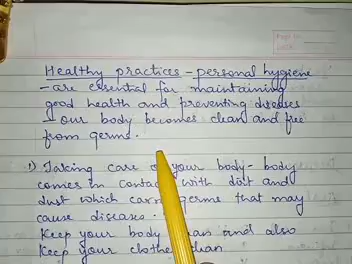 Healthy practices - personal hygiene
- are essential for maintaining
good health and preventing diseases
- our body becomes clean and free
from germs.
1) Taking care of your body - body
comes in contact with dirt and
dust which carry germs that may
cause diseases.
Keep your body clean and also
keep your clothes clean